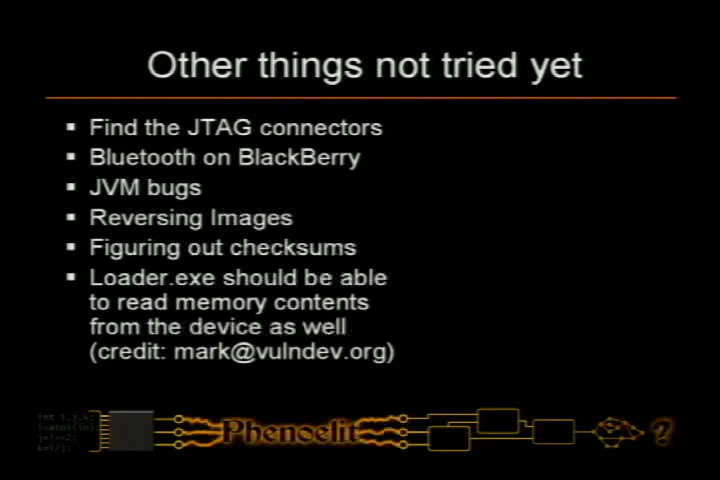 Other things not tried yet
▪ Find the JTAG connectors
▪ Bluetooth on BlackBerry
▪ JVM bugs
▪ Reversing Images
▪ Figuring out checksums
▪ Loader.exe should be able
to read memory contents
from the device as well
(credit: mark@vulndev.org)
int i,j,k;
Phenoelit
?